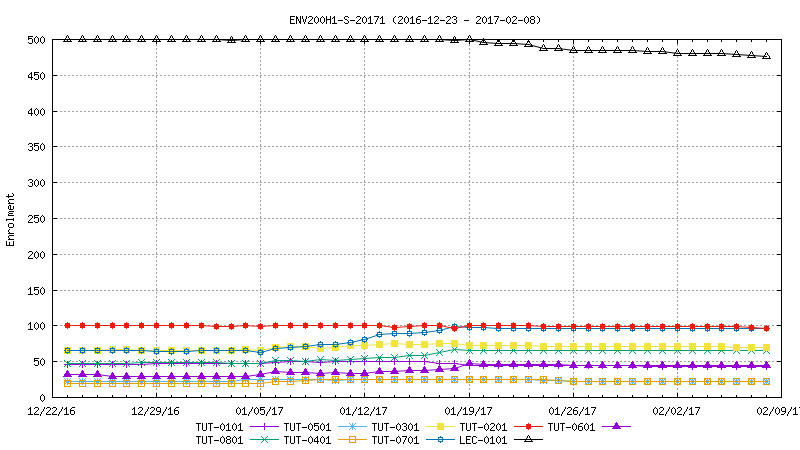 ENV200H1-S-20171 (2016-12-23 - 2017-02-08)
500
450
400
350
300
250
200
150
100
50
0
Enrolment
12/22/16 12/29/16 01/05/17 01/12/17 01/19/17 01/26/17 02/02/17 02/09/17
TUT-0101 TUT-0501 TUT-0301 TUT-0201 TUT-0601
TUT-0801 TUT-0401 TUT-0701 LEC-0101